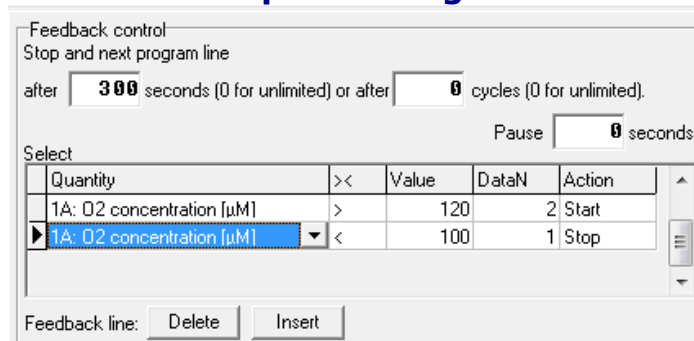 Feedback control
Stop and next program line
after 300 seconds (0 for unlimited) or after 0 cycles (0 for unlimited).
Pause 0 seconds
Select
Quantity >< Value DataN Action
1A: O2 concentration [µM] > 120 2 Start
1A: O2 concentration [µM] < 100 1 Stop
Feedback line: Delete Insert